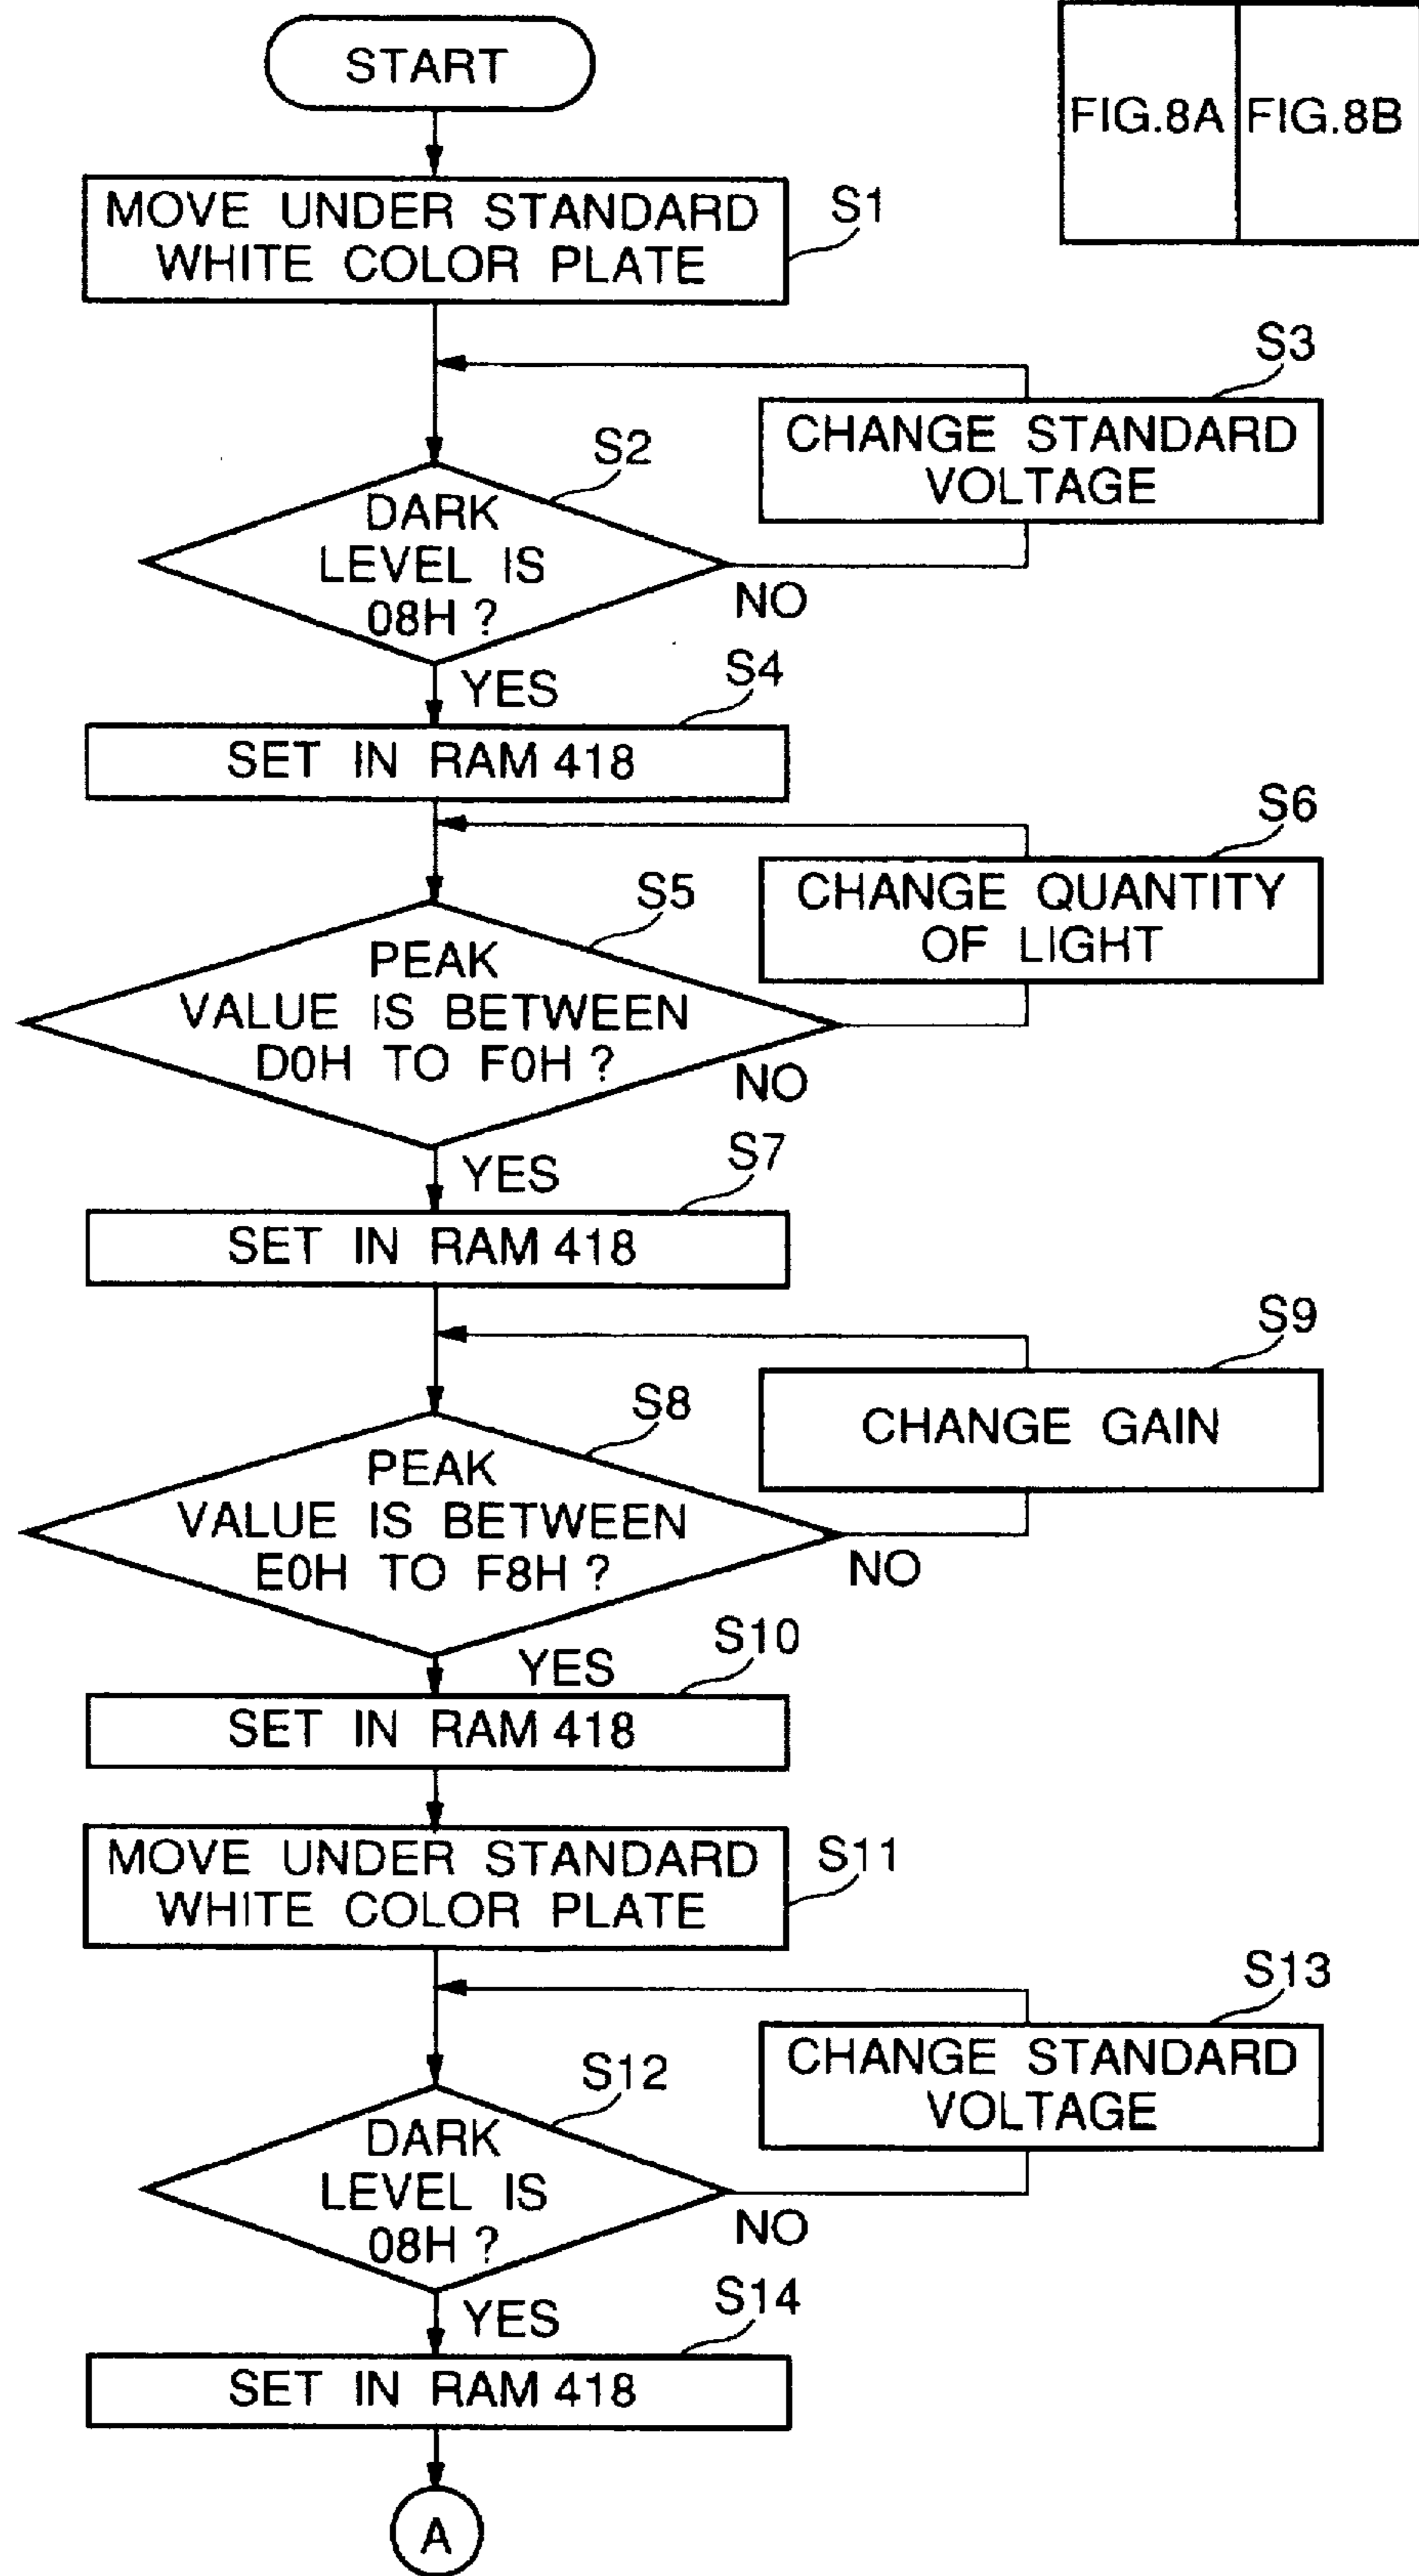 START
FIG.8A FIG.8B
MOVE UNDER STANDARD
WHITE COLOR PLATE
S1
S3
CHANGE STANDARD
VOLTAGE
S2
DARK
LEVEL IS
08H ?
NO
YES
S4
SET IN RAM 418
S6
CHANGE QUANTITY
OF LIGHT
S5
PEAK
VALUE IS BETWEEN
D0H TO F0H ?
NO
YES
S7
SET IN RAM 418
S9
CHANGE GAIN
S8
PEAK
VALUE IS BETWEEN
E0H TO F8H ?
NO
YES
S10
SET IN RAM 418
MOVE UNDER STANDARD
WHITE COLOR PLATE
S11
S13
CHANGE STANDARD
VOLTAGE
S12
DARK
LEVEL IS
08H ?
NO
YES
S14
SET IN RAM 418
A